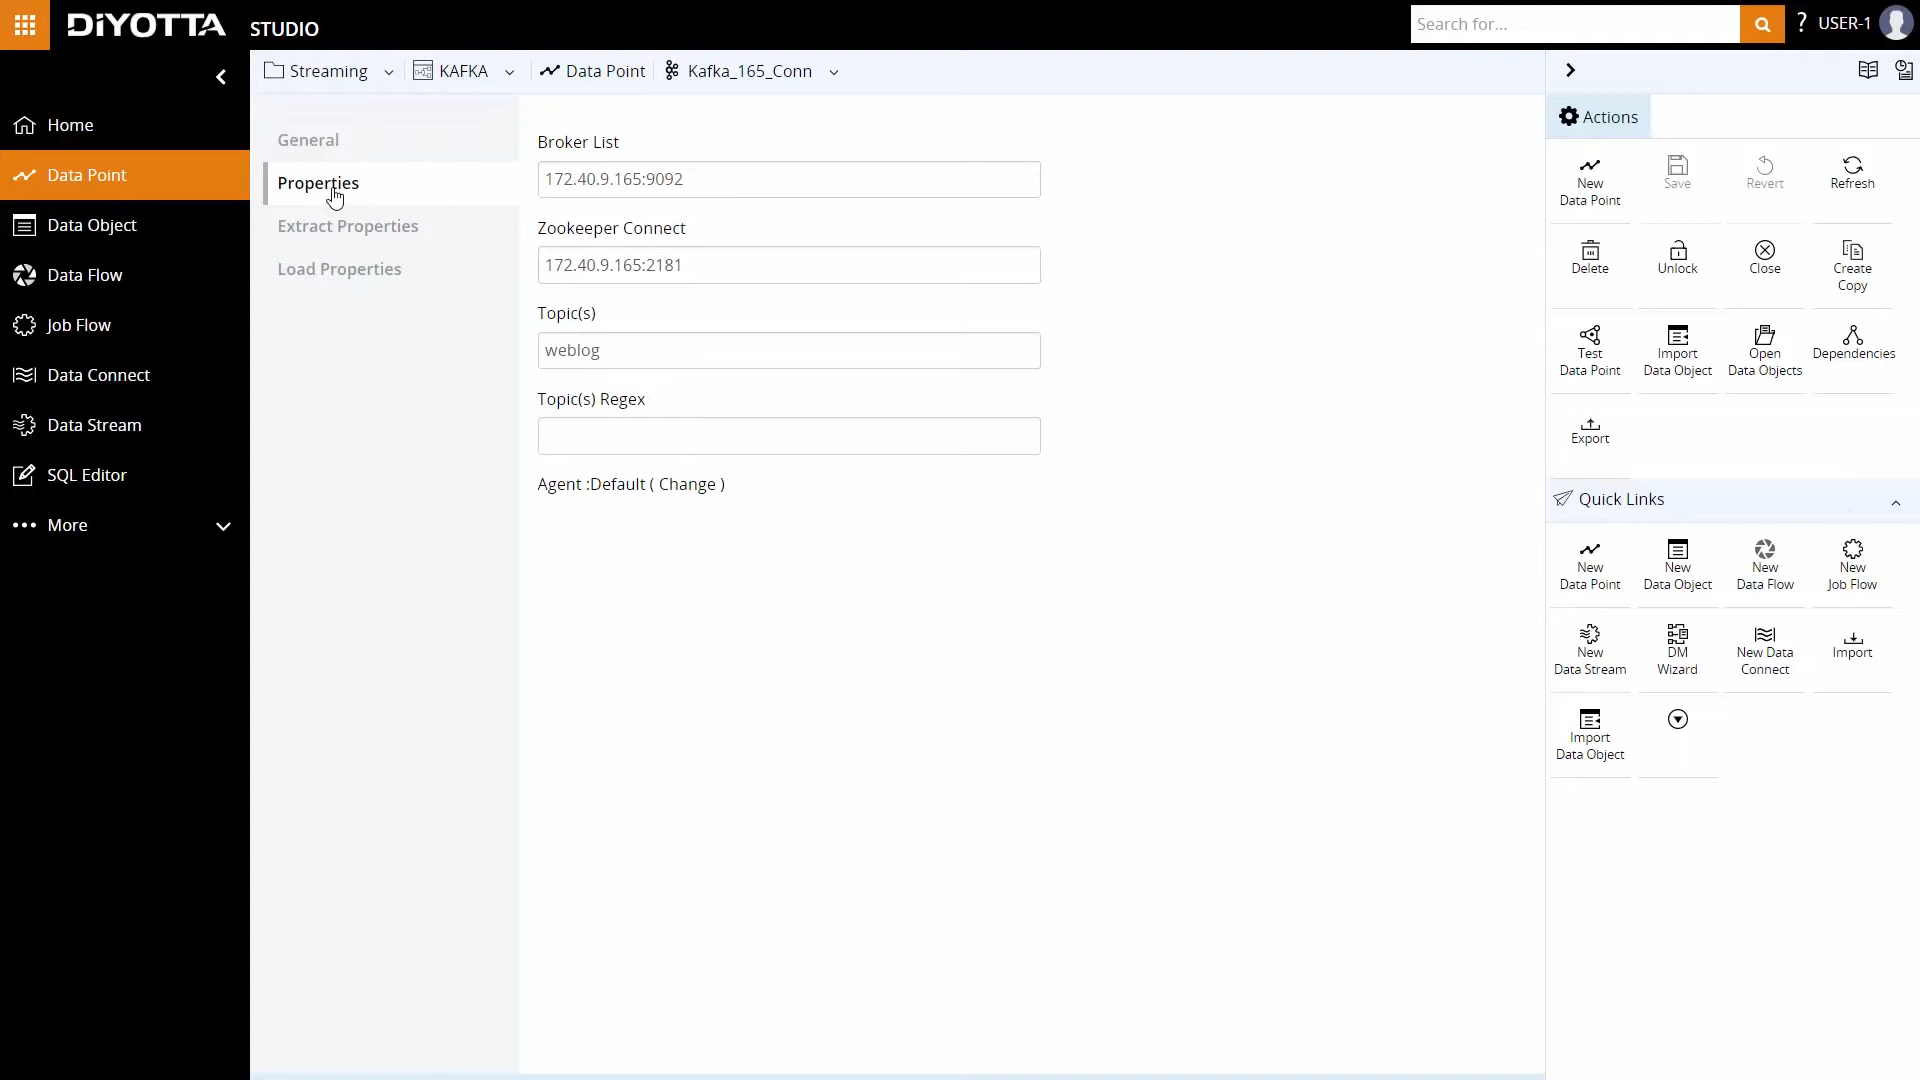 DiYOTTA STUDIO
Search for...
? USER-1
Streaming KAFKA Data Point Kafka_165_Conn
Home
Data Point
Data Object
Data Flow
Job Flow
Data Connect
Data Stream
SQL Editor
More
General
Properties
Extract Properties
Load Properties
Broker List
172.40.9.165:9092
Zookeeper Connect
172.40.9.165:2181
Topic(s)
weblog
Topic(s) Regex
Agent :Default ( Change )
Actions
New
Data Point
Save
Revert
Refresh
Delete
Unlock
Close
Create
Copy
Test
Data Point
Import
Data Object
Open
Data Objects
Dependencies
Export
Quick Links
New
Data Point
New
Data Object
New
Data Flow
New
Job Flow
New
Data Stream
DM
Wizard
New Data
Connect
Import
Import
Data Object